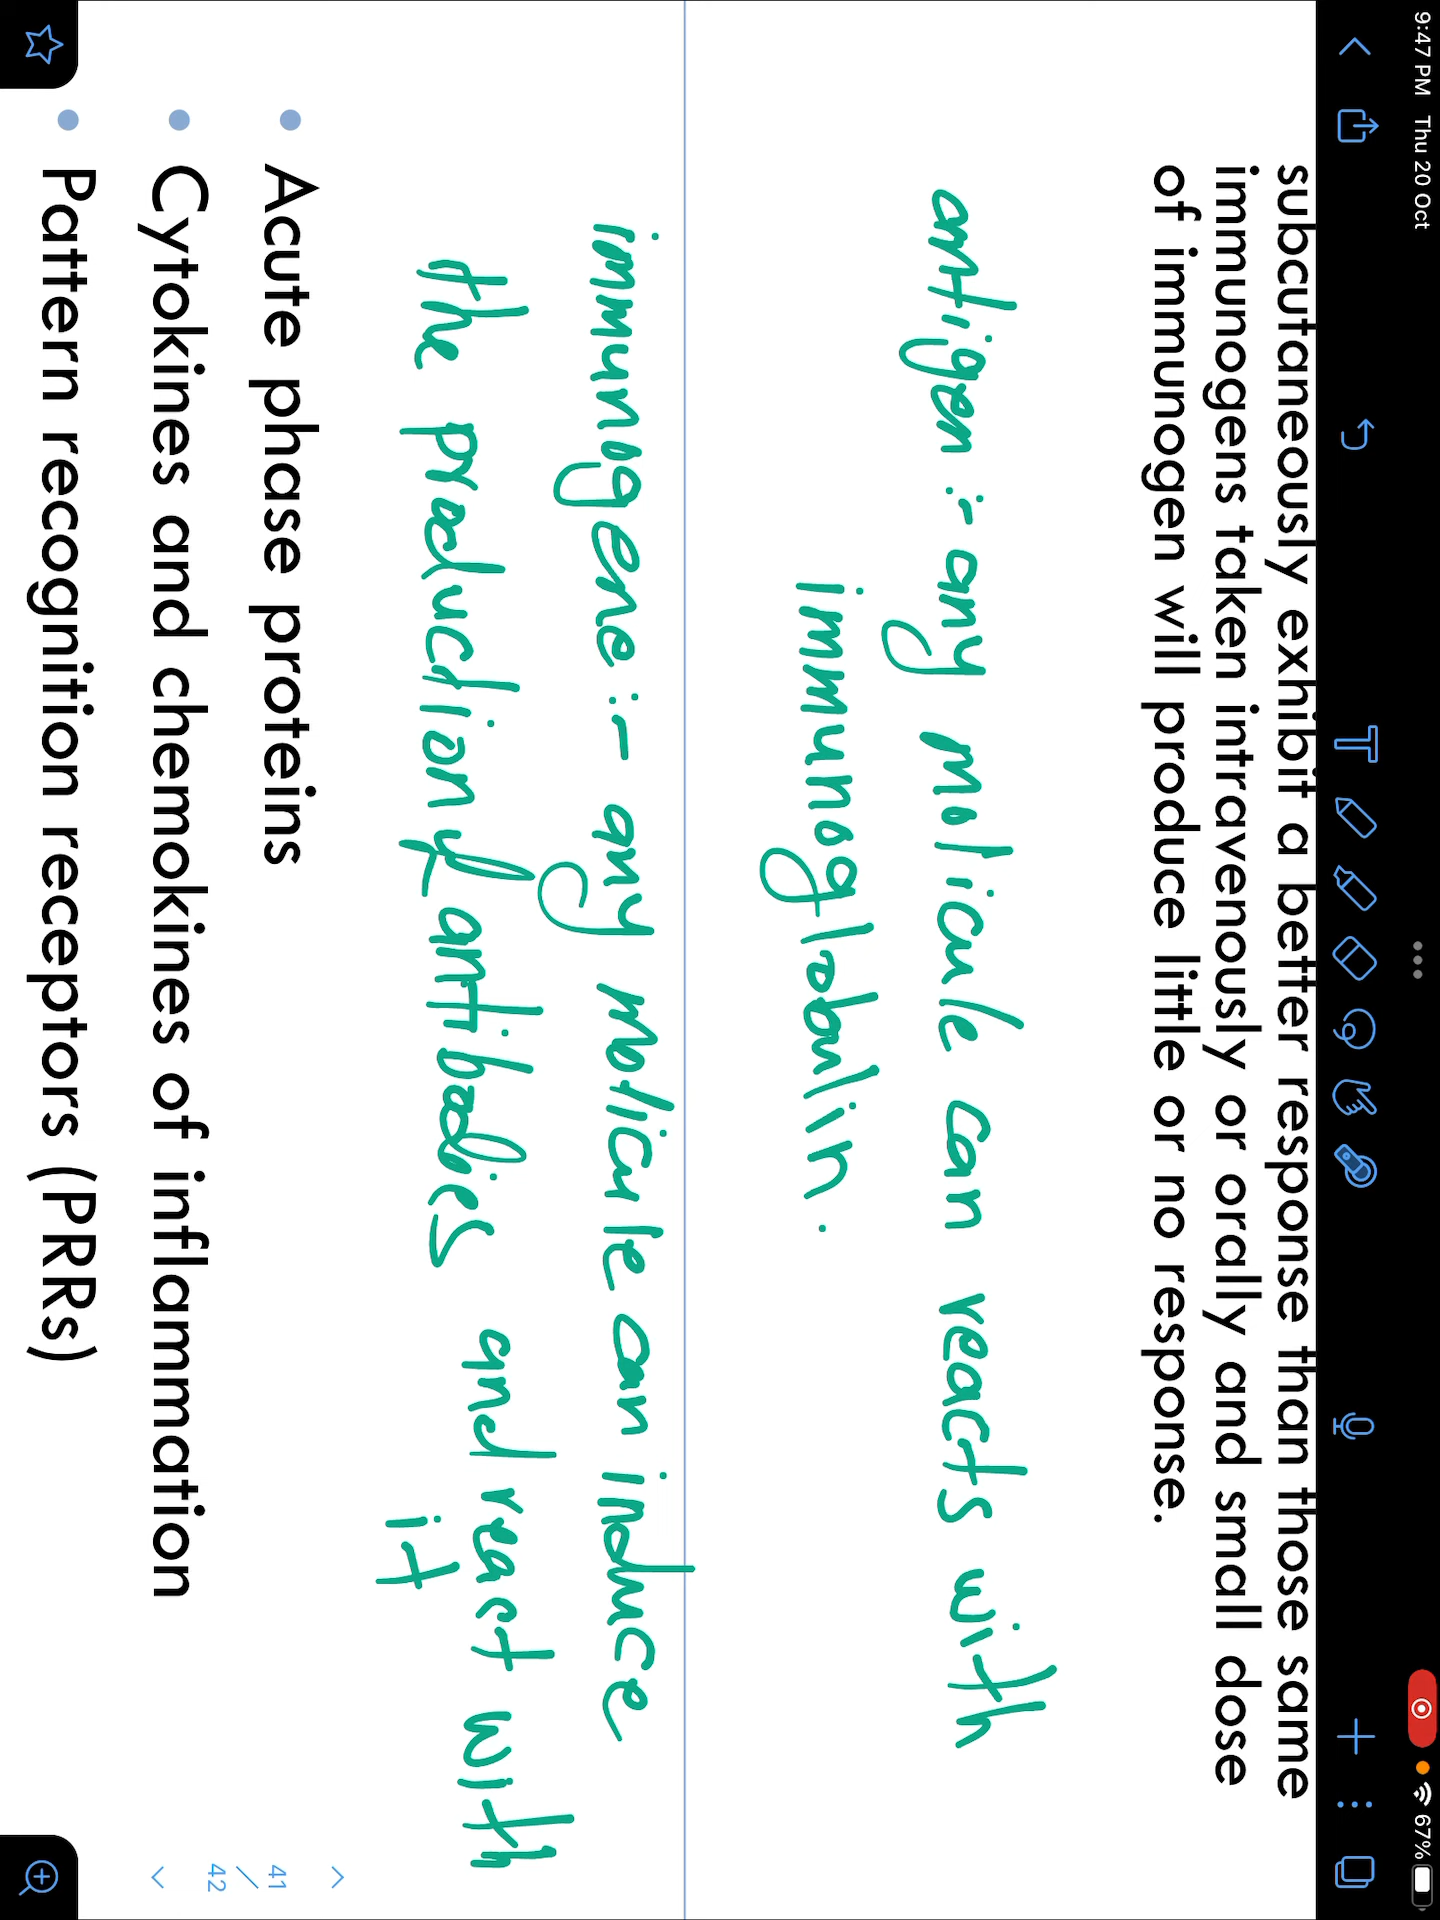 9:47 PM Thu 20 Oct
67%
subcutaneously exhibit a better response than those same
immunogens taken intravenously or orally and small dose
of immunogen will produce little or no response.
antigen :- any molicule can reacts with
immunoglobulin.
immunogene :- any molicule can induce
the production of antibodies and react with
it
Acute phase proteins
Cytokines and chemokines of inflammation
Pattern recognition receptors (PRRs)
41 / 42